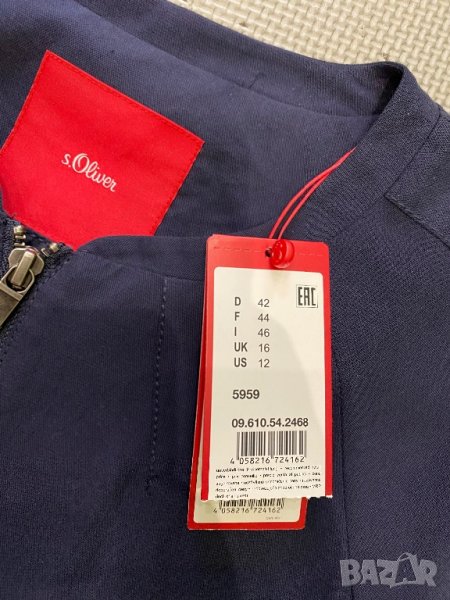 s.Oliver
D 42
F 44
I 46
UK 16
US 12
EAC
5959
09.610.54.2468
4 058216 724162
4 058216 724162
BAZAR